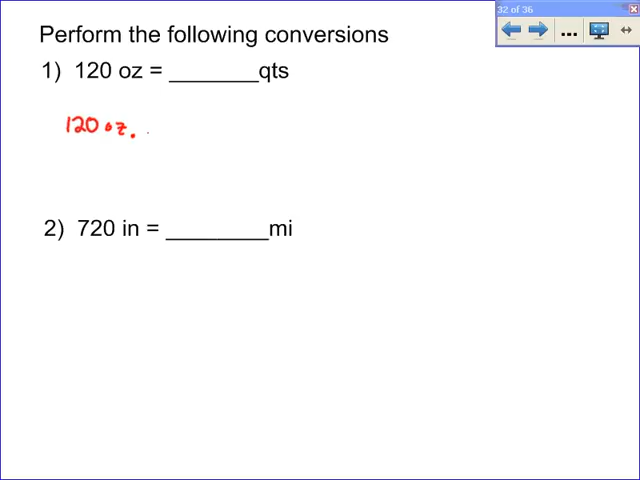 32 of 36
Perform the following conversions
1) 120 oz = _______qts
120 oz.
2) 720 in = ________mi